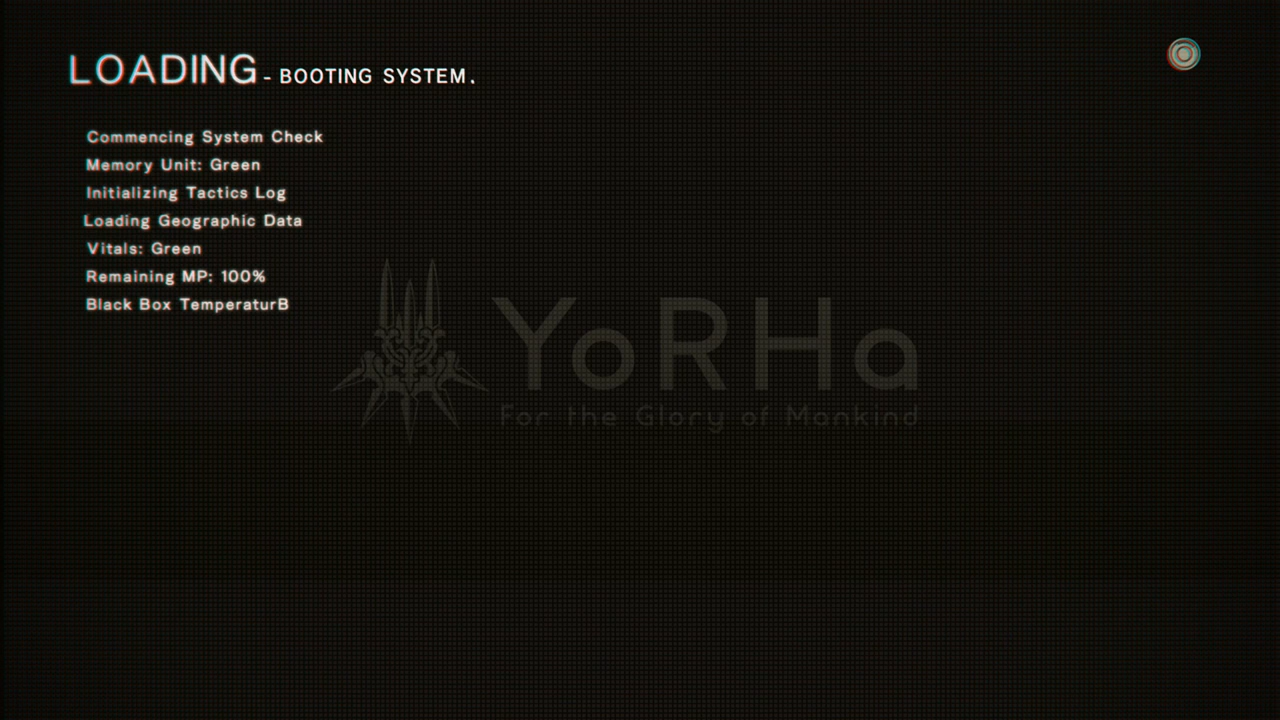 LOADING - BOOTING SYSTEM.
Commencing System Check
Memory Unit: Green
Initializing Tactics Log
Loading Geographic Data
Vitals: Green
Remaining MP: 100%
Black Box TemperaturB
YoRHa
For the Glory of Mankind